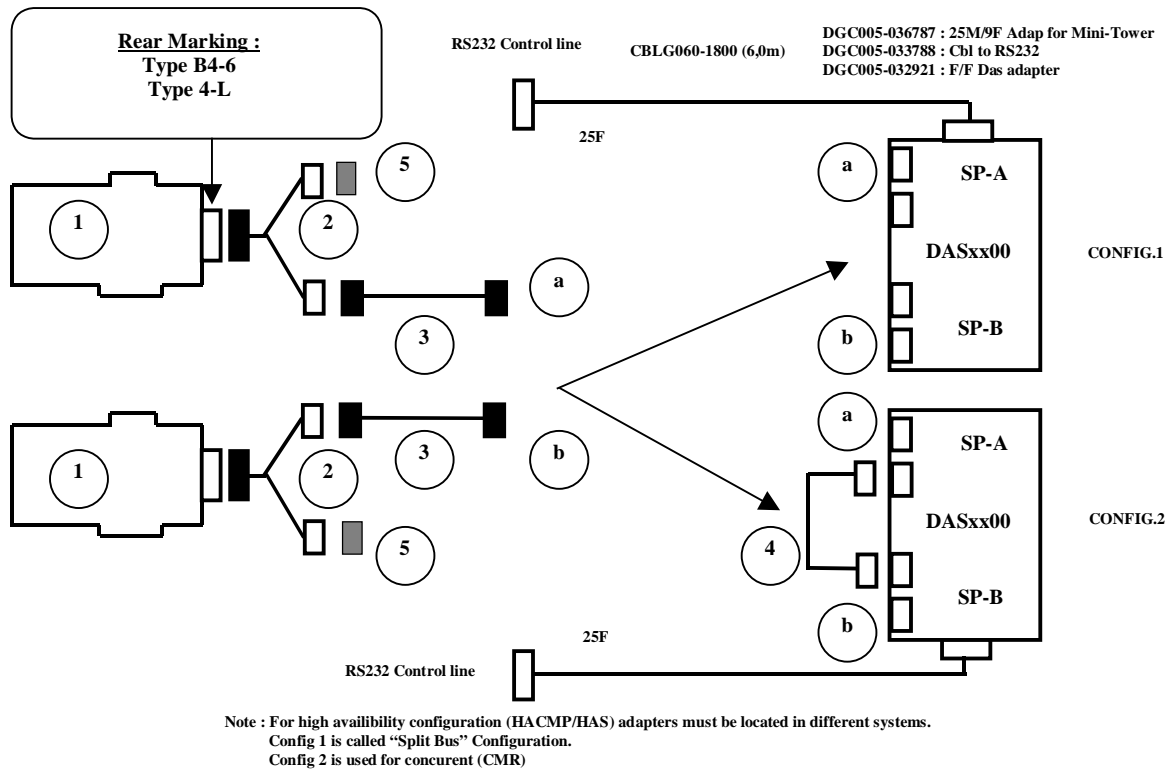 Rear Marking :
Type B4-6
Type 4-L
RS232 Control line
CBLG060-1800 (6,0m)
DGC005-036787 : 25M/9F Adap for Mini-Tower
DGC005-033788 : Cbl to RS232
DGC005-032921 : F/F Das adapter
25F
5
a
SP-A
1
2
DASxx00
CONFIG.1
a
3
b
SP-B
a
1
2
3
b
SP-A
5
4
DASxx00
CONFIG.2
b
SP-B
25F
RS232 Control line
Note : For high availibility configuration (HACMP/HAS) adapters must be located in different systems.
Config 1 is called “Split Bus” Configuration.
Config 2 is used for concurent (CMR)